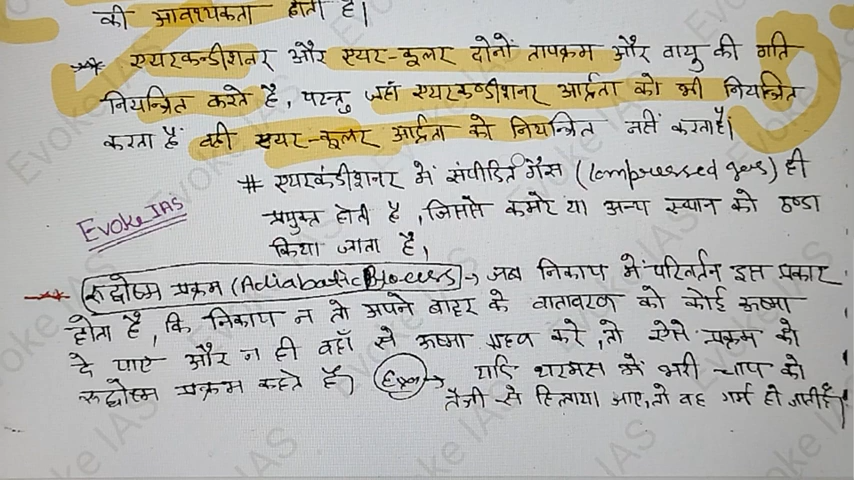 की आवश्यकता होती है।
एयरकन्डीशनर और एयर-कूलर दोनों तापक्रम और वायु की गति
नियन्त्रित करते है, परन्तु जहाँ एयरकण्डीशनर आर्द्रता को भी नियन्त्रित
करता है वही एयर-कूलर आर्द्रता को नियन्त्रित नहीं करता है।
# एयरकंडीशनर में संपीडित गैस (Compressed gas) ही
प्रयुक्त होती है, जिससे कमरे या अन्य स्थान को ठण्डा
किया जाता है,
Evoke IAS
रुद्धोष्म प्रक्रम (Adiabatic Process) → जब निकाय में परिवर्तन इस प्रकार
होता है, कि निकाय न तो अपने बाहर के वातावरण को कोई ऊष्मा
दे पाए और न ही वहाँ से ऊष्मा ग्रहण करे, तो ऐसे प्रक्रम को
रुद्धोष्म प्रक्रम कहते हैं। Exm → यदि थरमस में भरी चाय को
तेजी से हिलाया जाए, तो वह गर्म हो जाती है।